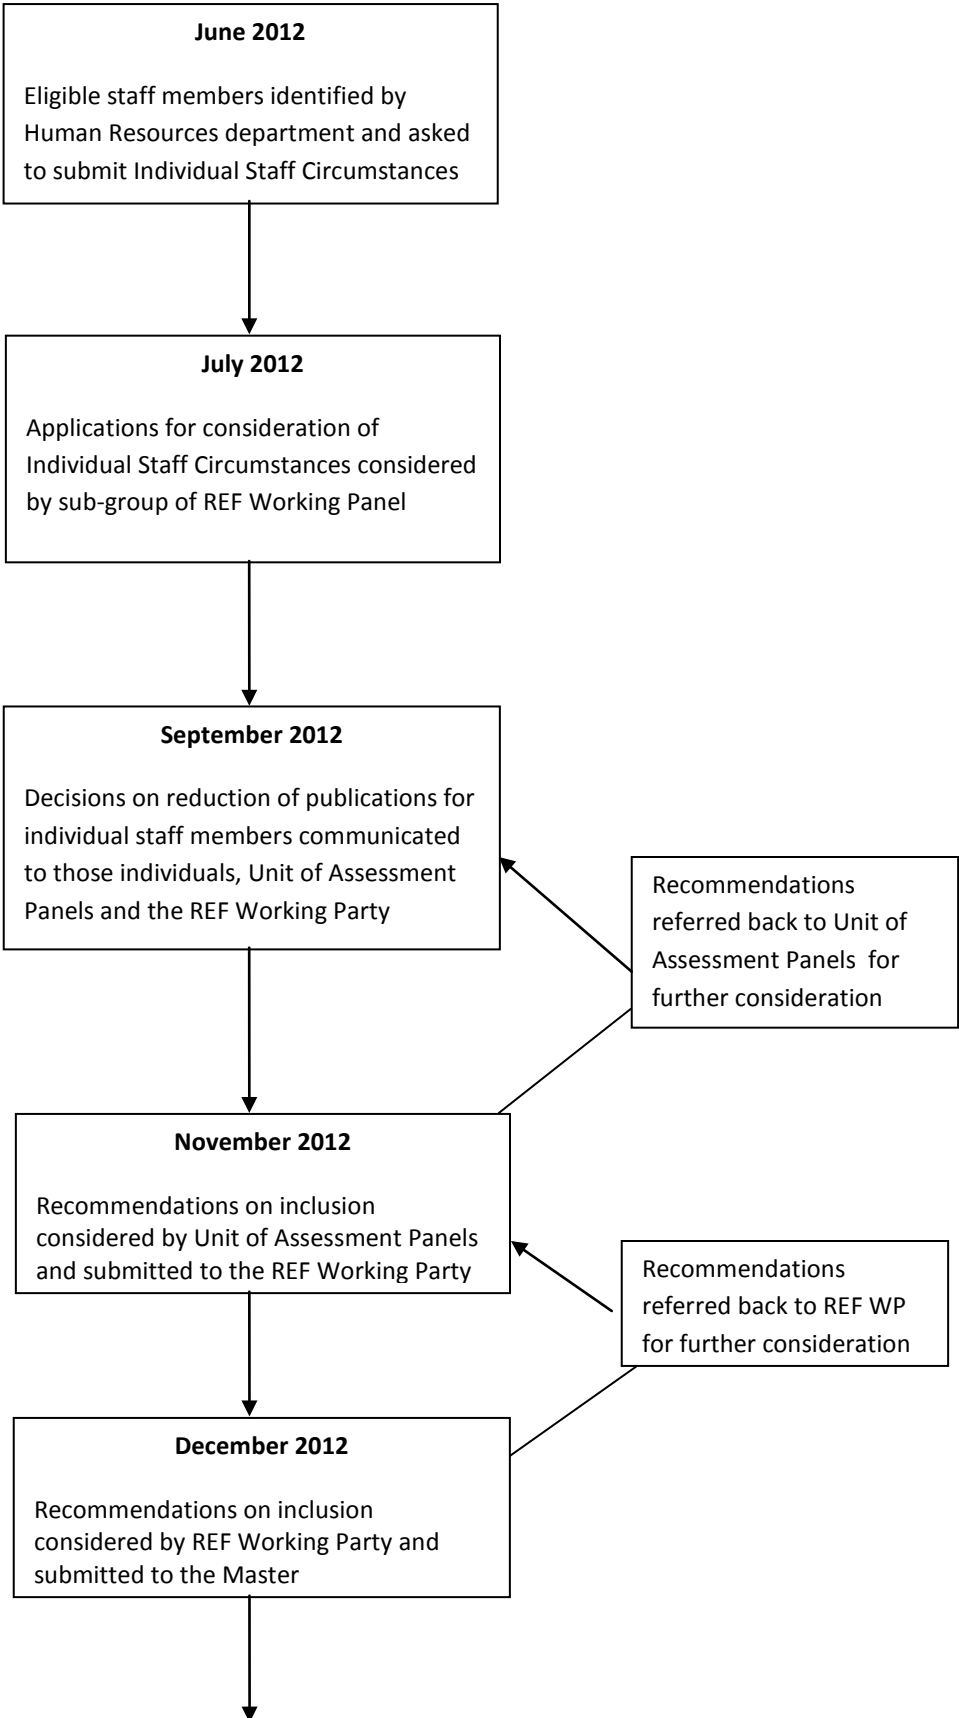 June 2012
Eligible staff members identified by
Human Resources department and asked
to submit Individual Staff Circumstances
July 2012
Applications for consideration of
Individual Staff Circumstances considered
by sub-group of REF Working Panel
September 2012
Decisions on reduction of publications for
individual staff members communicated
to those individuals, Unit of Assessment
Panels and the REF Working Party
Recommendations
referred back to Unit of
Assessment Panels for
further consideration
November 2012
Recommendations on inclusion
considered by Unit of Assessment Panels
and submitted to the REF Working Party
Recommendations
referred back to REF WP
for further consideration
December 2012
Recommendations on inclusion
considered by REF Working Party and
submitted to the Master